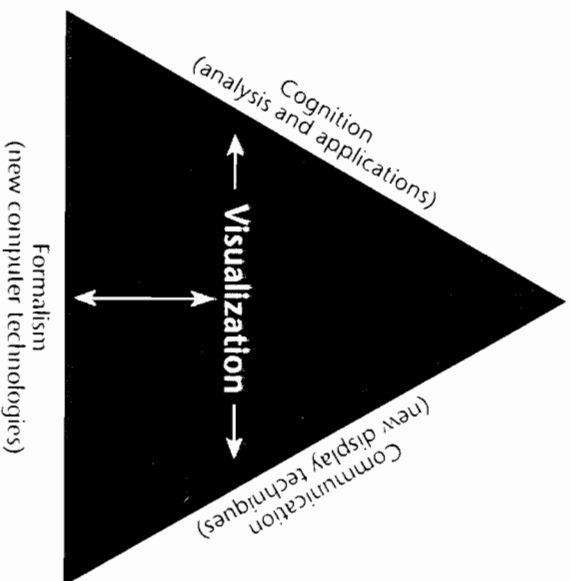 Cognition
(analysis and applications)
Visualization
Communication
(new display techniques)
Formalism
(new computer technologies)